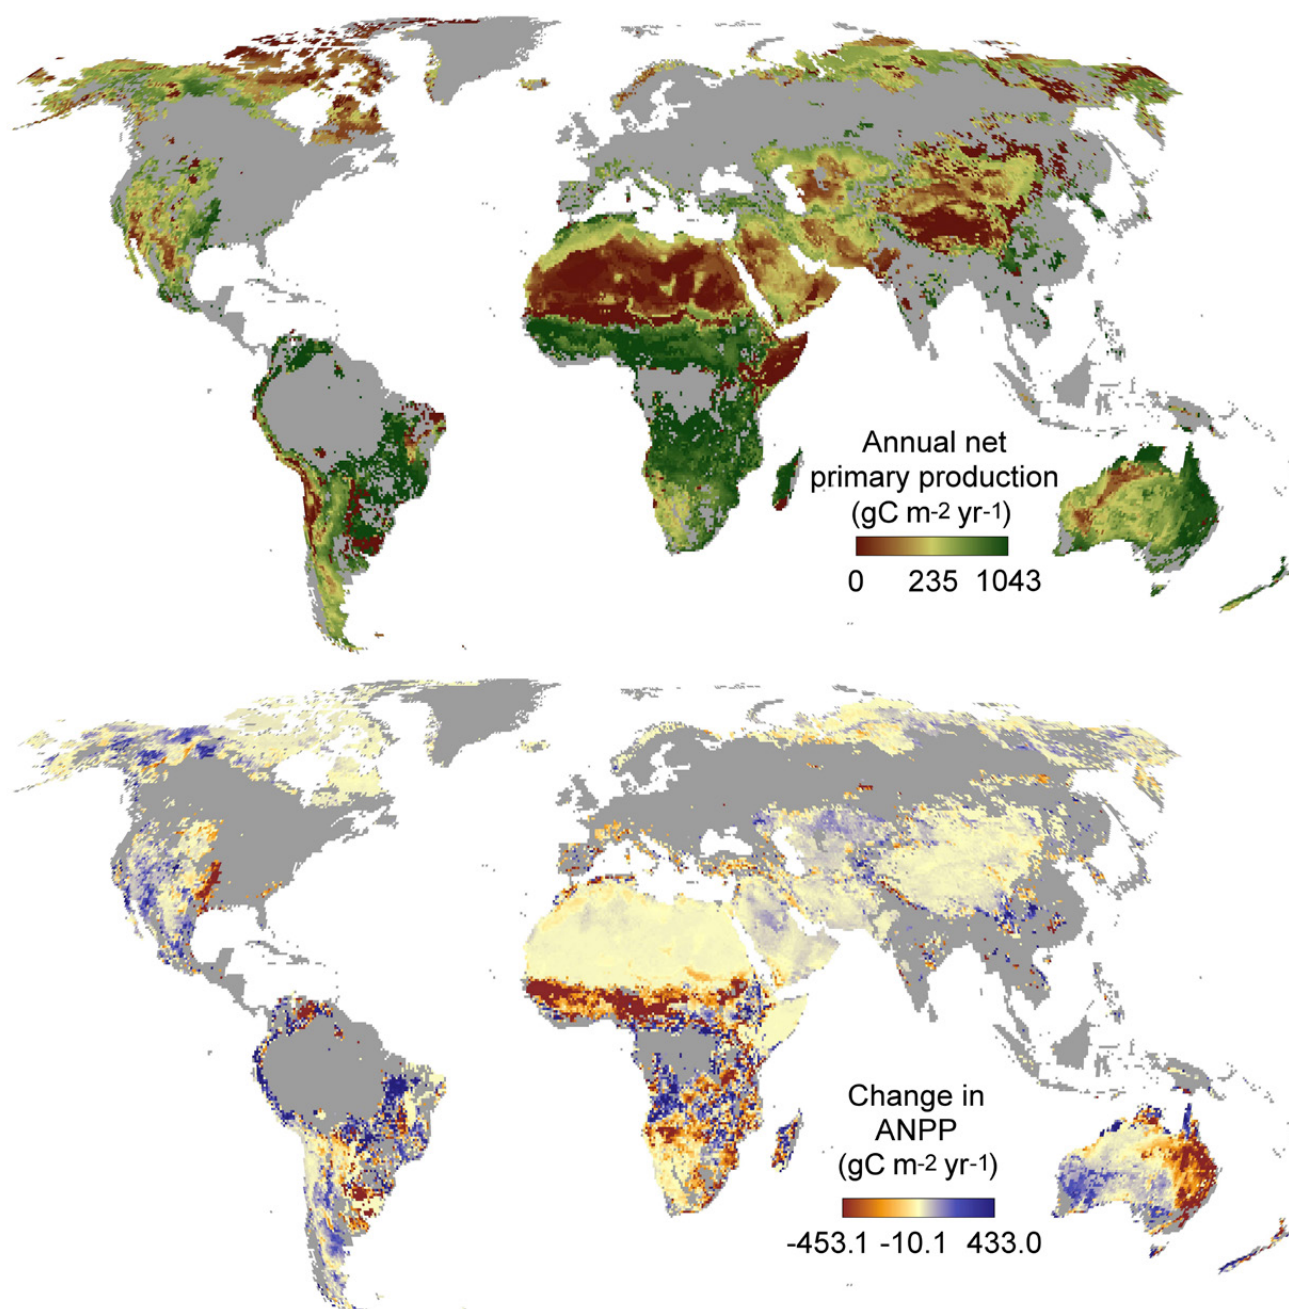 Annual net
primary production
(gC m-2 yr-1)
0 235 1043
Change in
ANPP
(gC m-2 yr-1)
-453.1 -10.1 433.0